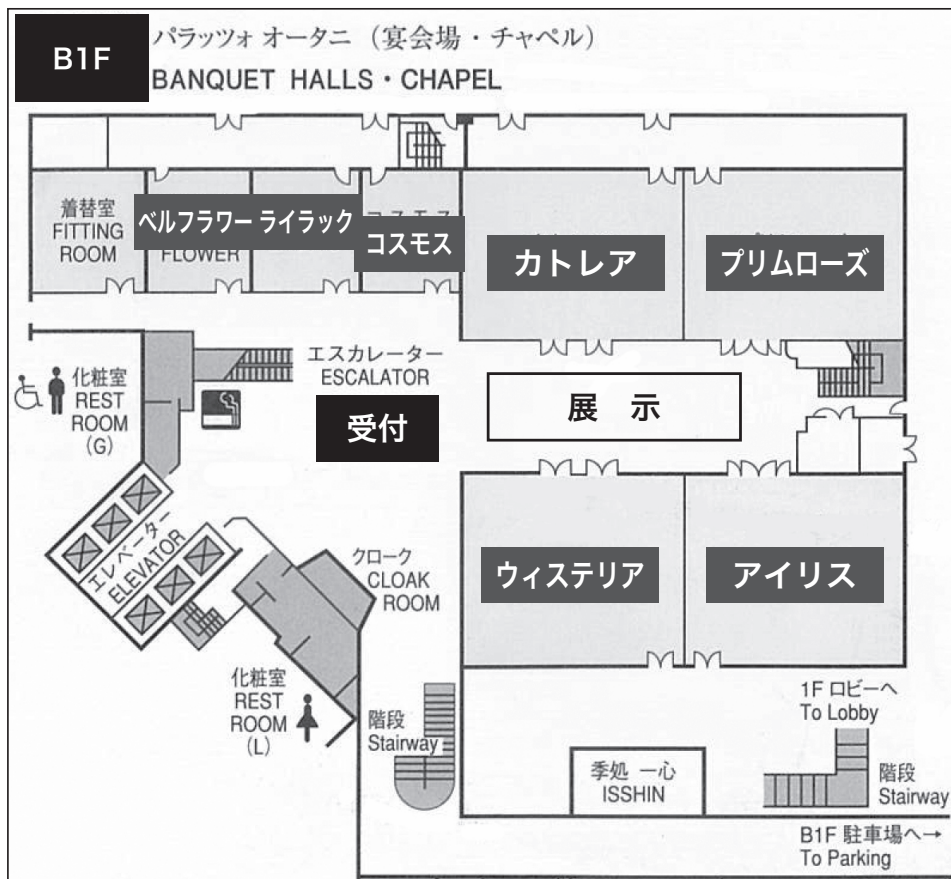 B1F
パラッツォ オータニ（宴会場・チャペル）
BANQUET HALLS・CHAPEL
着替室
FITTING
ROOM
ベルフラワー
FLOWER
ライラック
コスモス
コスモス
カトレア
プリムローズ
エスカレーター
ESCALATOR
受付
展 示
化粧室
REST
ROOM
(G)
エレベーター
ELEVATOR
クローク
CLOAK
ROOM
ウィステリア
アイリス
化粧室
REST
ROOM
(L)
階段
Stairway
季処 一心
ISSHIN
1F ロビーへ
To Lobby
階段
Stairway
B1F 駐車場へ→
To Parking